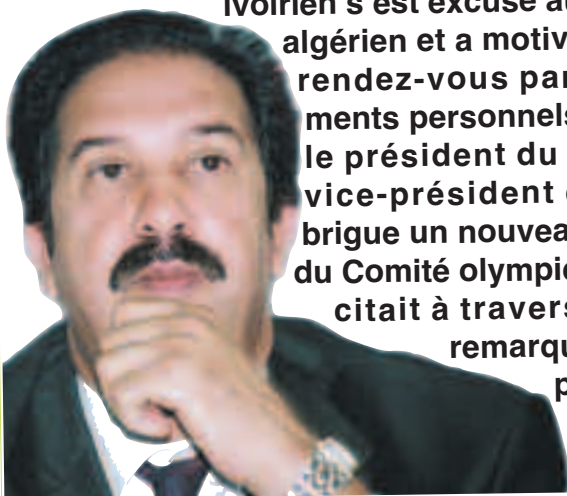 ivoirien s'est excusé au
algérien et a motiv
rendez-vous par
ments personnels
le président du
vice-président
brigue un nouvea
du Comité olympi
citait à travers
remarqu
p